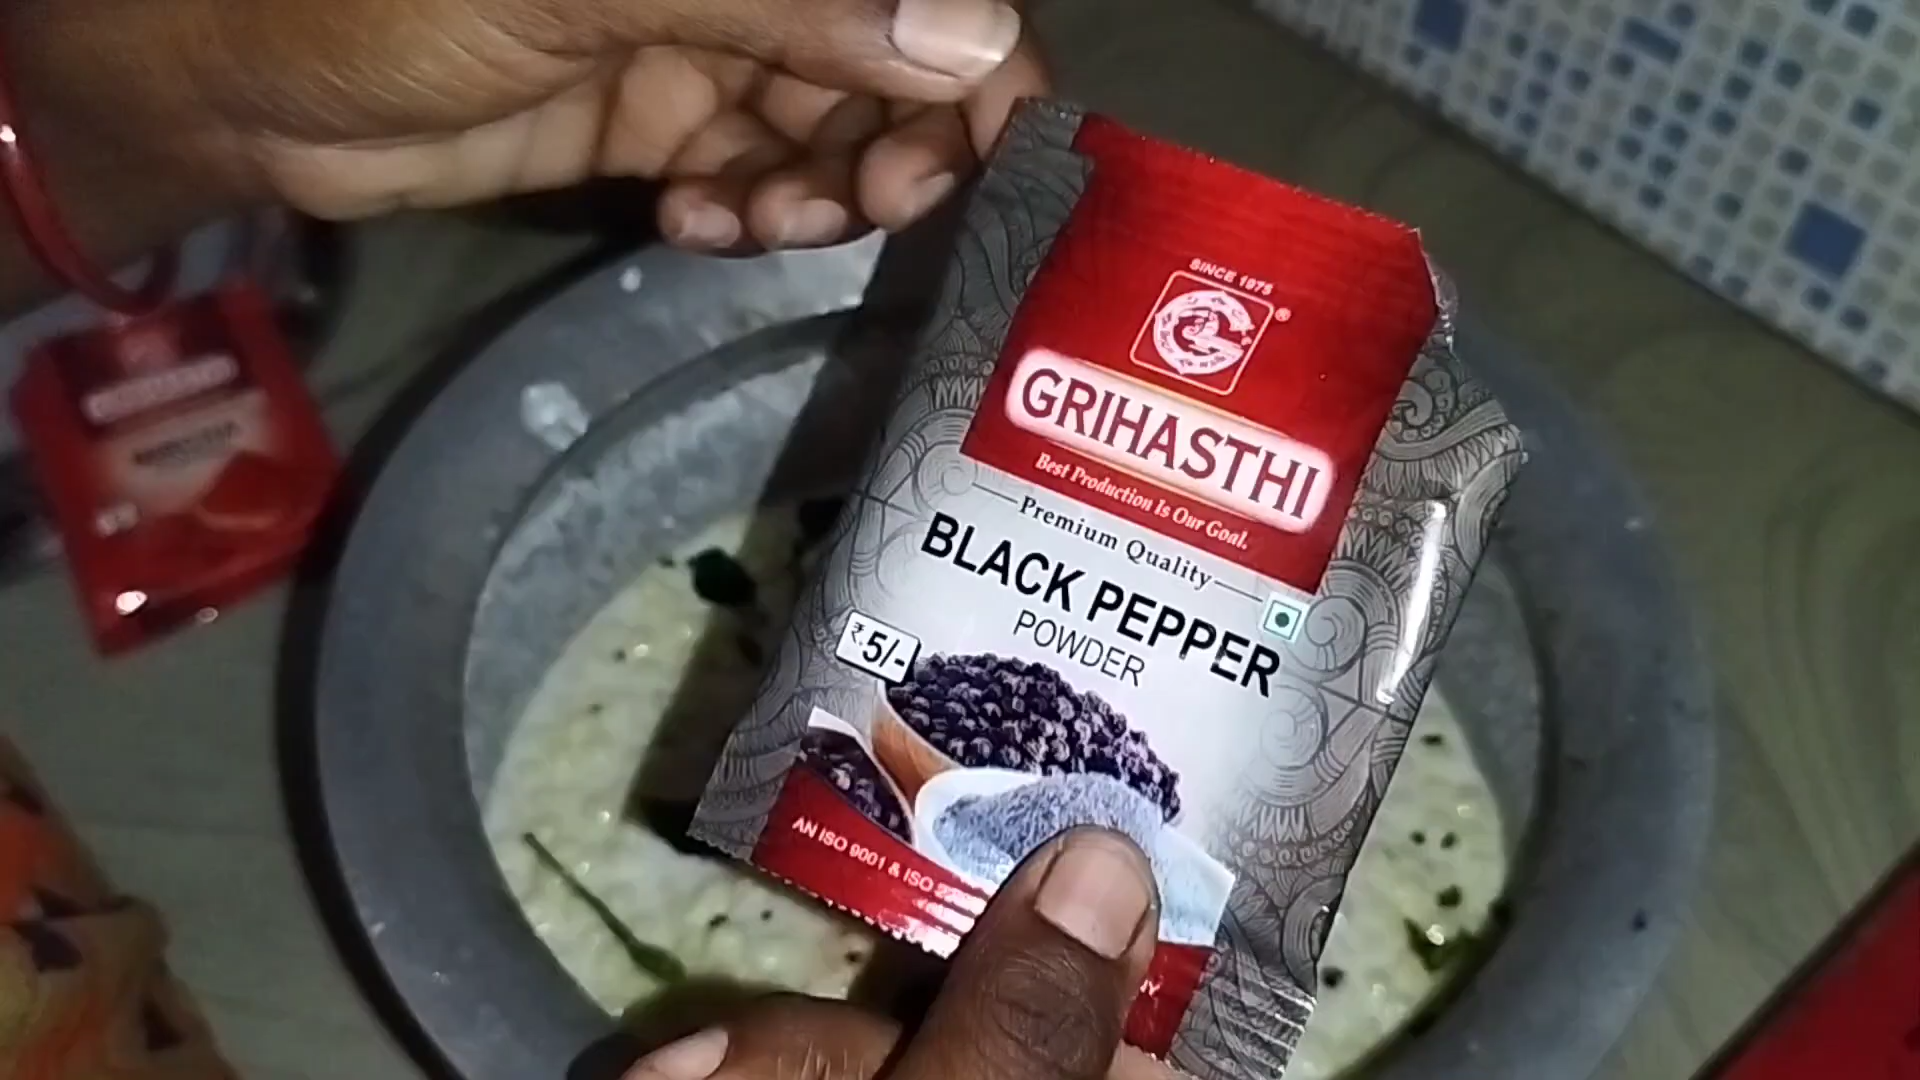 SINCE 1975
®
GRIHASTHI
Best Production Is Our Goal.
Premium Quality
BLACK PEPPER
POWDER
₹.5/-
AN ISO 9001 & ISO